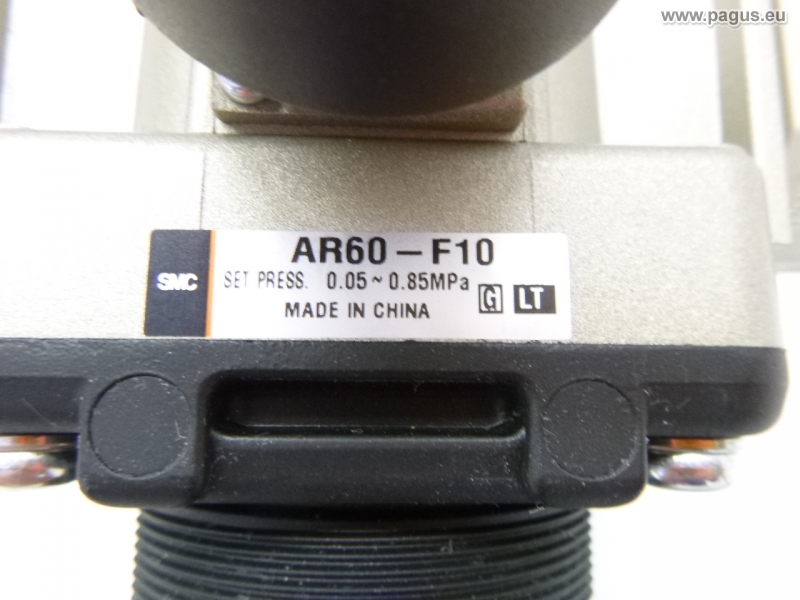 www.pagus.eu
AR60-F10
SMC
SET PRESS. 0.05~0.85MPa
MADE IN CHINA
G LT